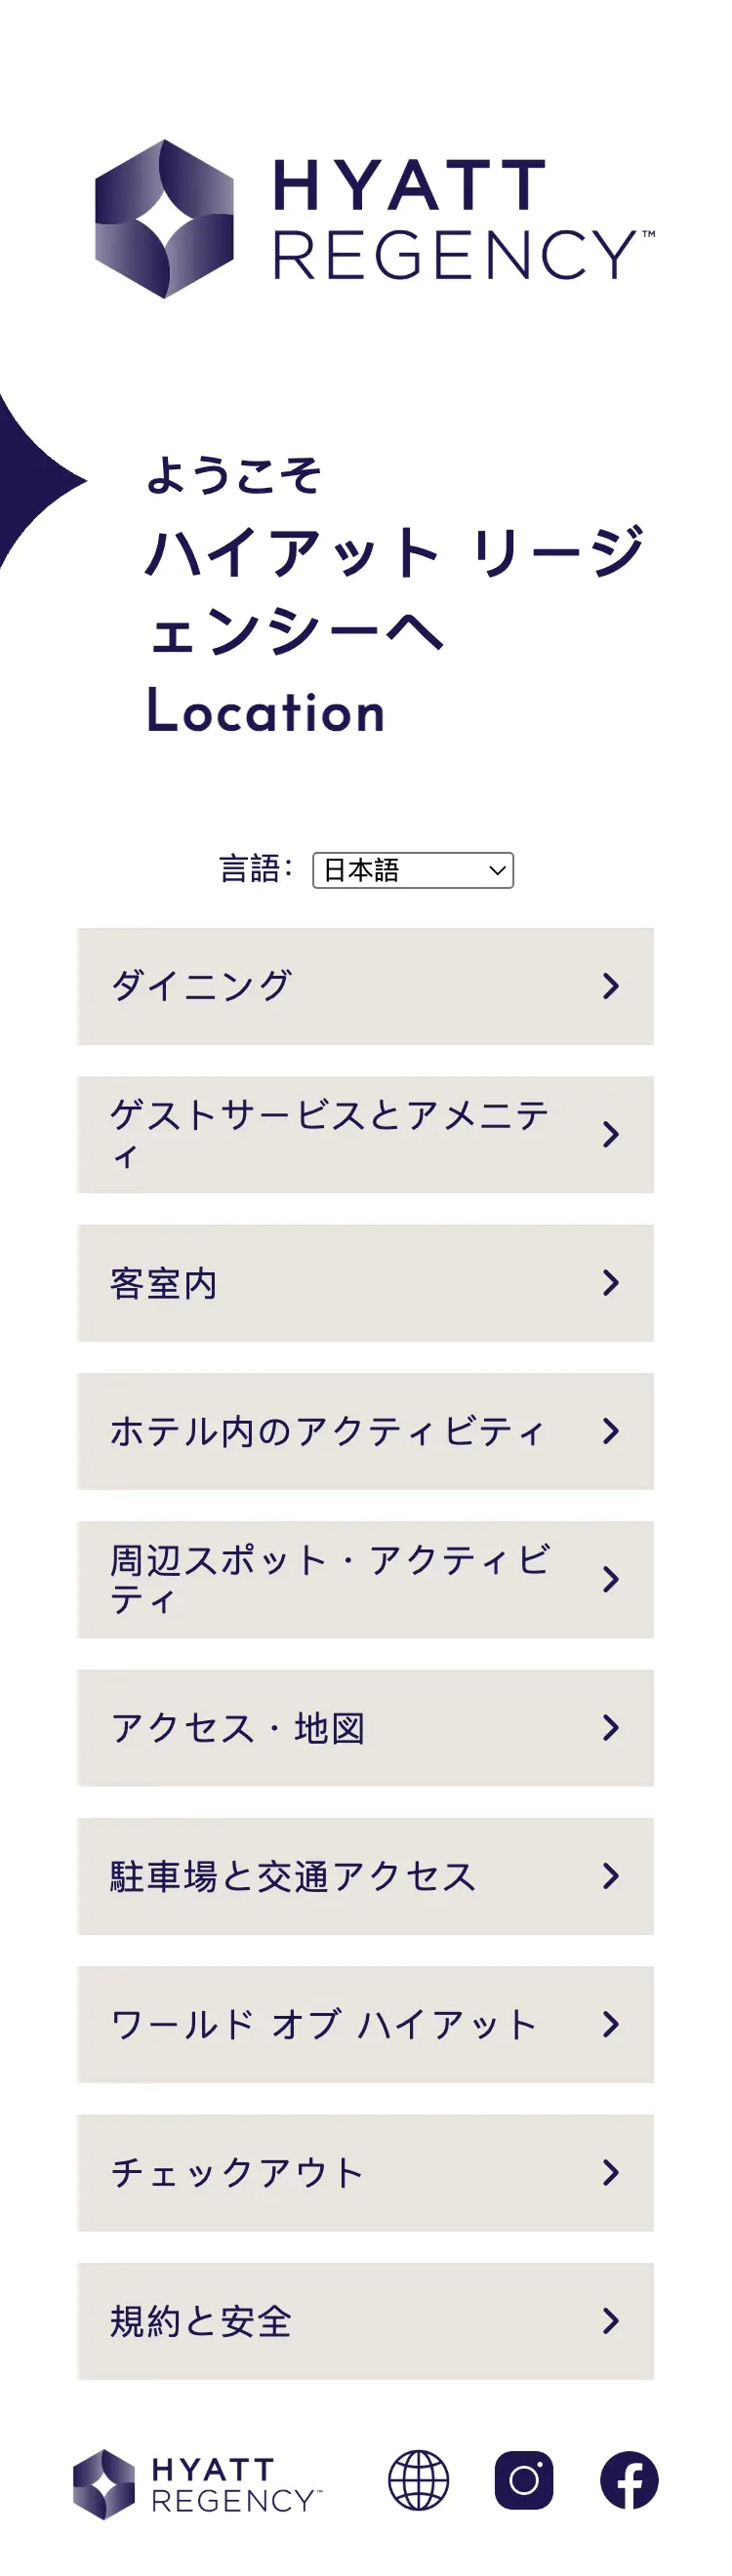 HYATT
REGENCY™
ようこそ
ハイアット リージ
ェンシーへ
Location
言語： 日本語
ダイニング
ゲストサービスとアメニテ
ィ
客室内
ホテル内のアクティビティ
周辺スポット・アクティビ
ティ
アクセス・地図
駐車場と交通アクセス
ワールド オブ ハイアット
チェックアウト
規約と安全
HYATT
REGENCY™